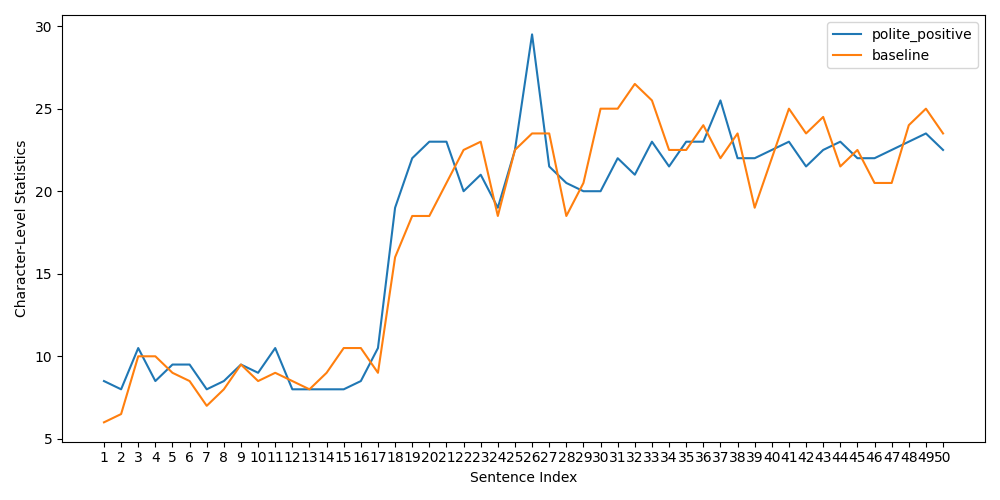 polite_positive
baseline
30
25
20
15
10
5
Character-Level Statistics
1 2 3 4 5 6 7 8 9 10 11 12 13 14 15 16 17 18 19 20 21 22 23 24 25 26 27 28 29 30 31 32 33 34 35 36 37 38 39 40 41 42 43 44 45 46 47 48 49 50
Sentence Index